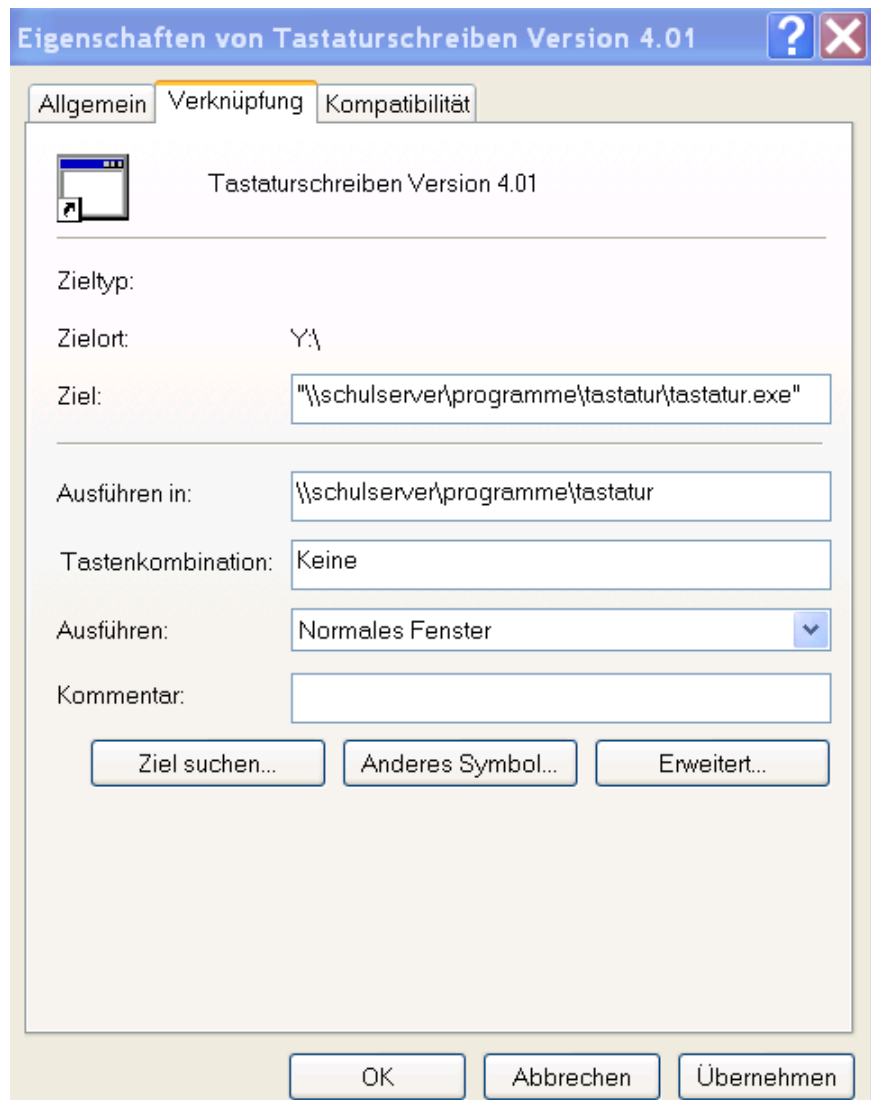 Eigenschaften von Tastaturschreiben Version 4.01
Allgemein Verknüpfung Kompatibilität
Tastaturschreiben Version 4.01
Zieltyp:
Zielort: Y:\
Ziel: "\\schulserver\programme\tastatur\tastatur.exe"
Ausführen in: \\schulserver\programme\tastatur
Tastenkombination: Keine
Ausführen: Normales Fenster
Kommentar:
Ziel suchen... Anderes Symbol... Erweitert...
OK Abbrechen Übernehmen